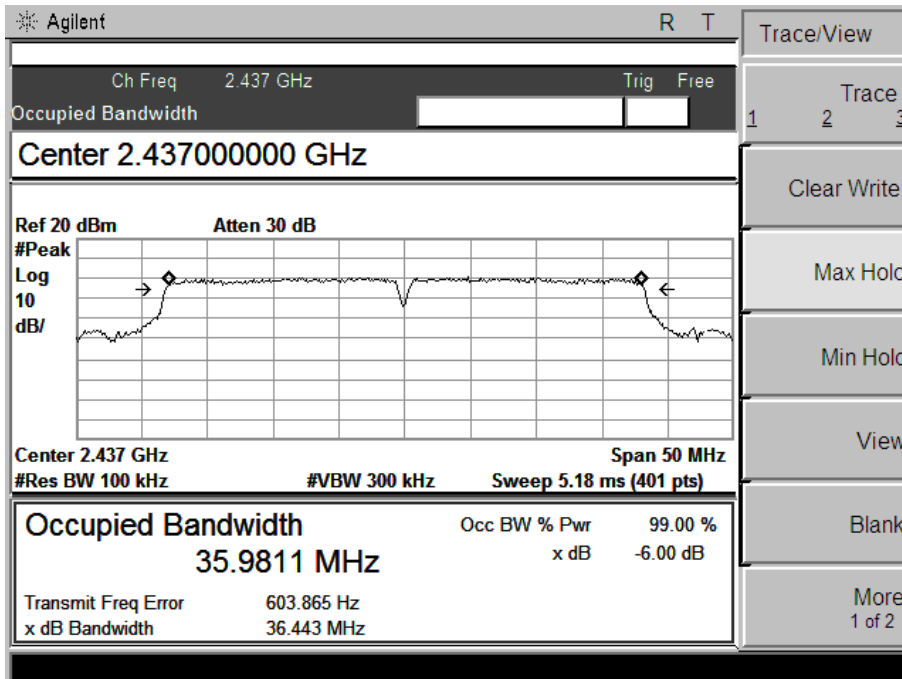 Agilent R T
Ch Freq 2.437 GHz Trig Free
Occupied Bandwidth
Center 2.437000000 GHz
Ref 20 dBm Atten 30 dB
#Peak
Log
10
dB/
Center 2.437 GHz Span 50 MHz
#Res BW 100 kHz #VBW 300 kHz Sweep 5.18 ms (401 pts)
Occupied Bandwidth
35.9811 MHz
Occ BW % Pwr 99.00 %
x dB -6.00 dB
Transmit Freq Error 603.865 Hz
x dB Bandwidth 36.443 MHz
Trace/View
Trace
1 2 3
Clear Write
Max Hold
Min Hold
View
Blank
More
1 of 2